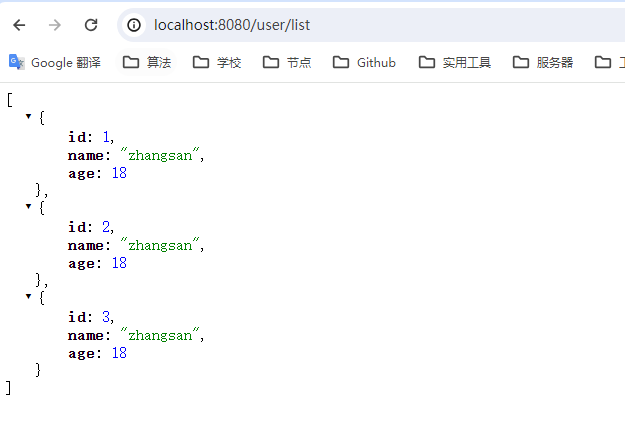 localhost:8080/user/list
Google 翻译 算法 学校 节点 Github 实用工具 服务器
[
{
id: 1,
name: "zhangsan",
age: 18
},
{
id: 2,
name: "zhangsan",
age: 18
},
{
id: 3,
name: "zhangsan",
age: 18
}
]